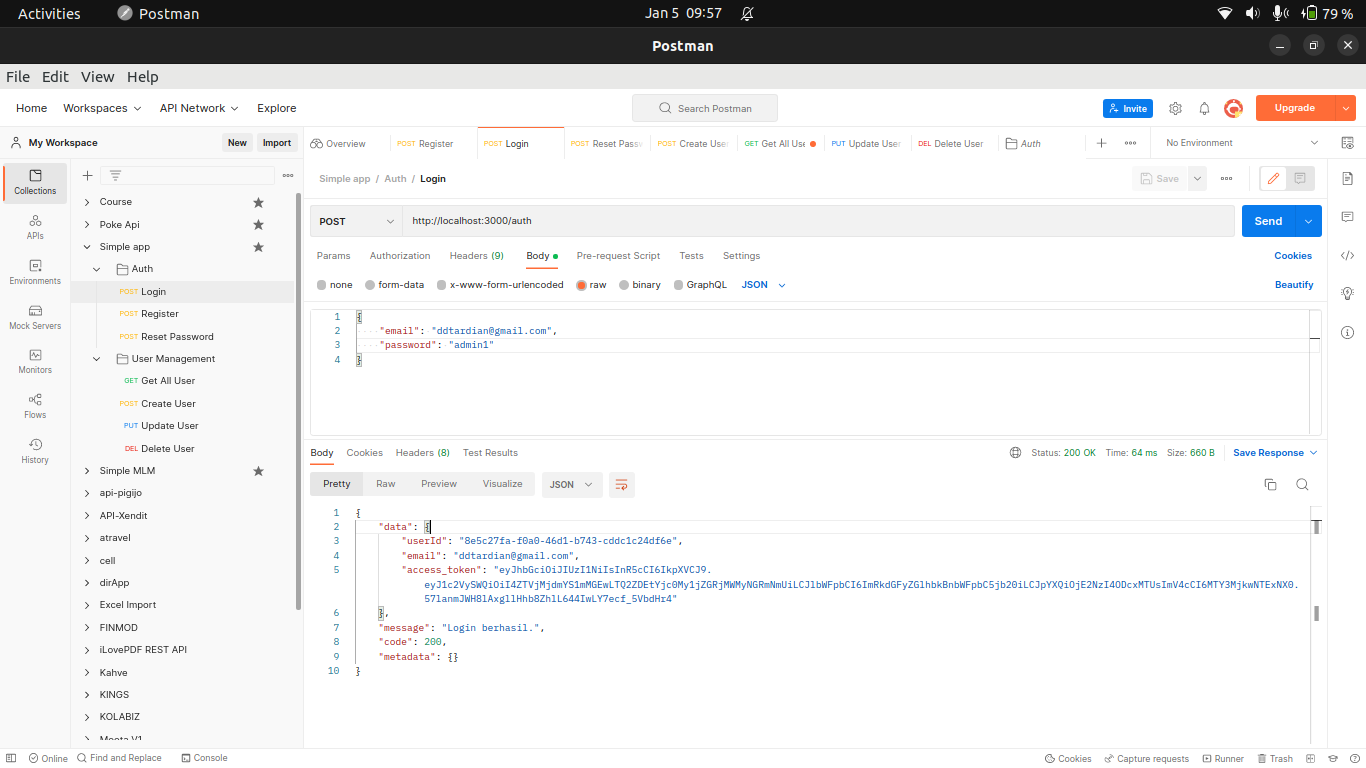 Activities Postman Jan 5 09:57 79 %
Postman
File Edit View Help
Home Workspaces API Network Explore Search Postman Invite Upgrade
My Workspace New Import Overview POST Register POST Login POST Reset Passw POST Create User GET Get All Use PUT Update User DEL Delete User Auth No Environment
Simple app / Auth / Login Save
Collections
APIs
Environments
Mock Servers
Monitors
Flows
History
Course
Poke Api
Simple app
Auth
POST Login
POST Register
POST Reset Password
User Management
GET Get All User
POST Create User
PUT Update User
DEL Delete User
Simple MLM
api-pigijo
API-Xendit
atravel
cell
dirApp
Excel Import
FINMOD
iLovePDF REST API
Kahve
KINGS
KOLABIZ
POST http://localhost:3000/auth Send
Params Authorization Headers (9) Body Pre-request Script Tests Settings Cookies
none form-data x-www-form-urlencoded raw binary GraphQL JSON Beautify
1 {
2 "email": "ddtardian@gmail.com",
3 "password": "admin1"
4 }
Body Cookies Headers (8) Test Results Status: 200 OK Time: 64 ms Size: 660 B Save Response
Pretty Raw Preview Visualize JSON
1 {
2 "data": {
3 "userId": "8e5c27fa-f0a0-46d1-b743-cddc1c24df6e",
4 "email": "ddtardian@gmail.com",
5 "access_token": "eyJhbGciOiJIUzI1NiIsInR5cCI6IkpXVCJ9.
6 },
7 "message": "Login berhasil.",
8 "code": 200,
9 "metadata": {}
10 }
Online Find and Replace Console Cookies Capture requests Runner Trash